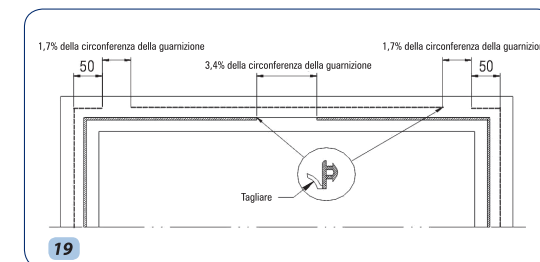 1,7% della circonferenza della guarnizione
1,7% della circonferenza della guarnizio
50
3,4% della circonferenza della guarnizione
50
Tagliare
19